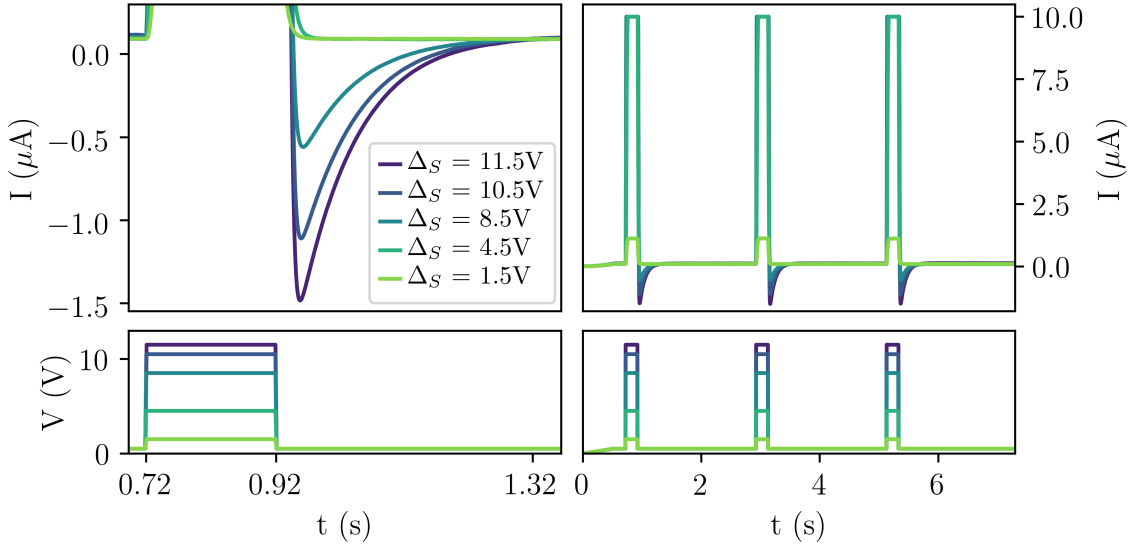 I (μA)
0.0
−0.5
−1.0
−1.5
Δ_S = 11.5V
Δ_S = 10.5V
Δ_S = 8.5V
Δ_S = 4.5V
Δ_S = 1.5V
10.0
7.5
5.0
2.5
0.0
I (μA)
V (V)
10
0
0.72
0.92
1.32
t (s)
0
2
4
6
t (s)